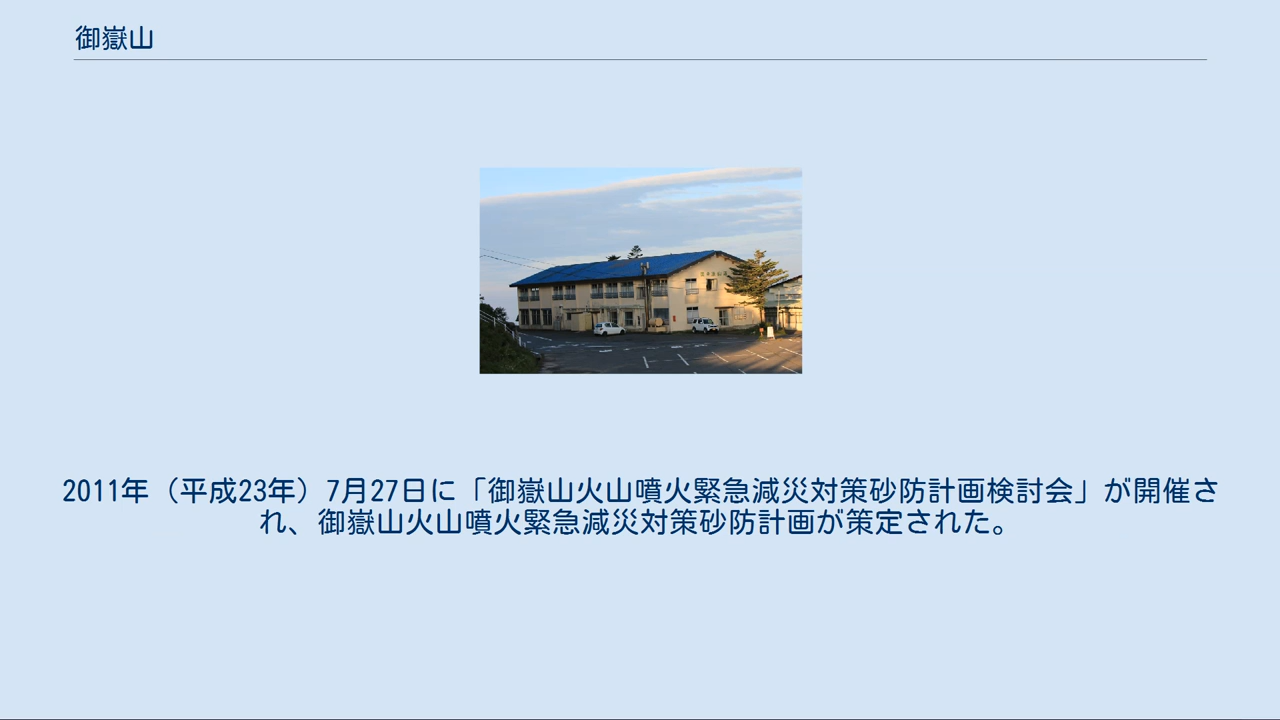 御嶽山
2011年（平成23年）7月27日に「御嶽山火山噴火緊急減災対策砂防計画検討会」が開催さ
れ、御嶽山火山噴火緊急減災対策砂防計画が策定された。